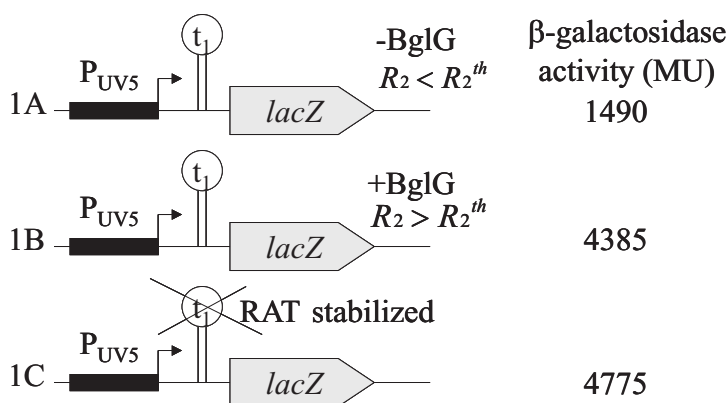 t1
-BglG
β-galactosidase
PUV5
R2 < R2th
activity (MU)
1A
lacZ
1490
t1
+BglG
PUV5
R2 > R2th
1B
lacZ
4385
t1
RAT stabilized
PUV5
1C
lacZ
4775